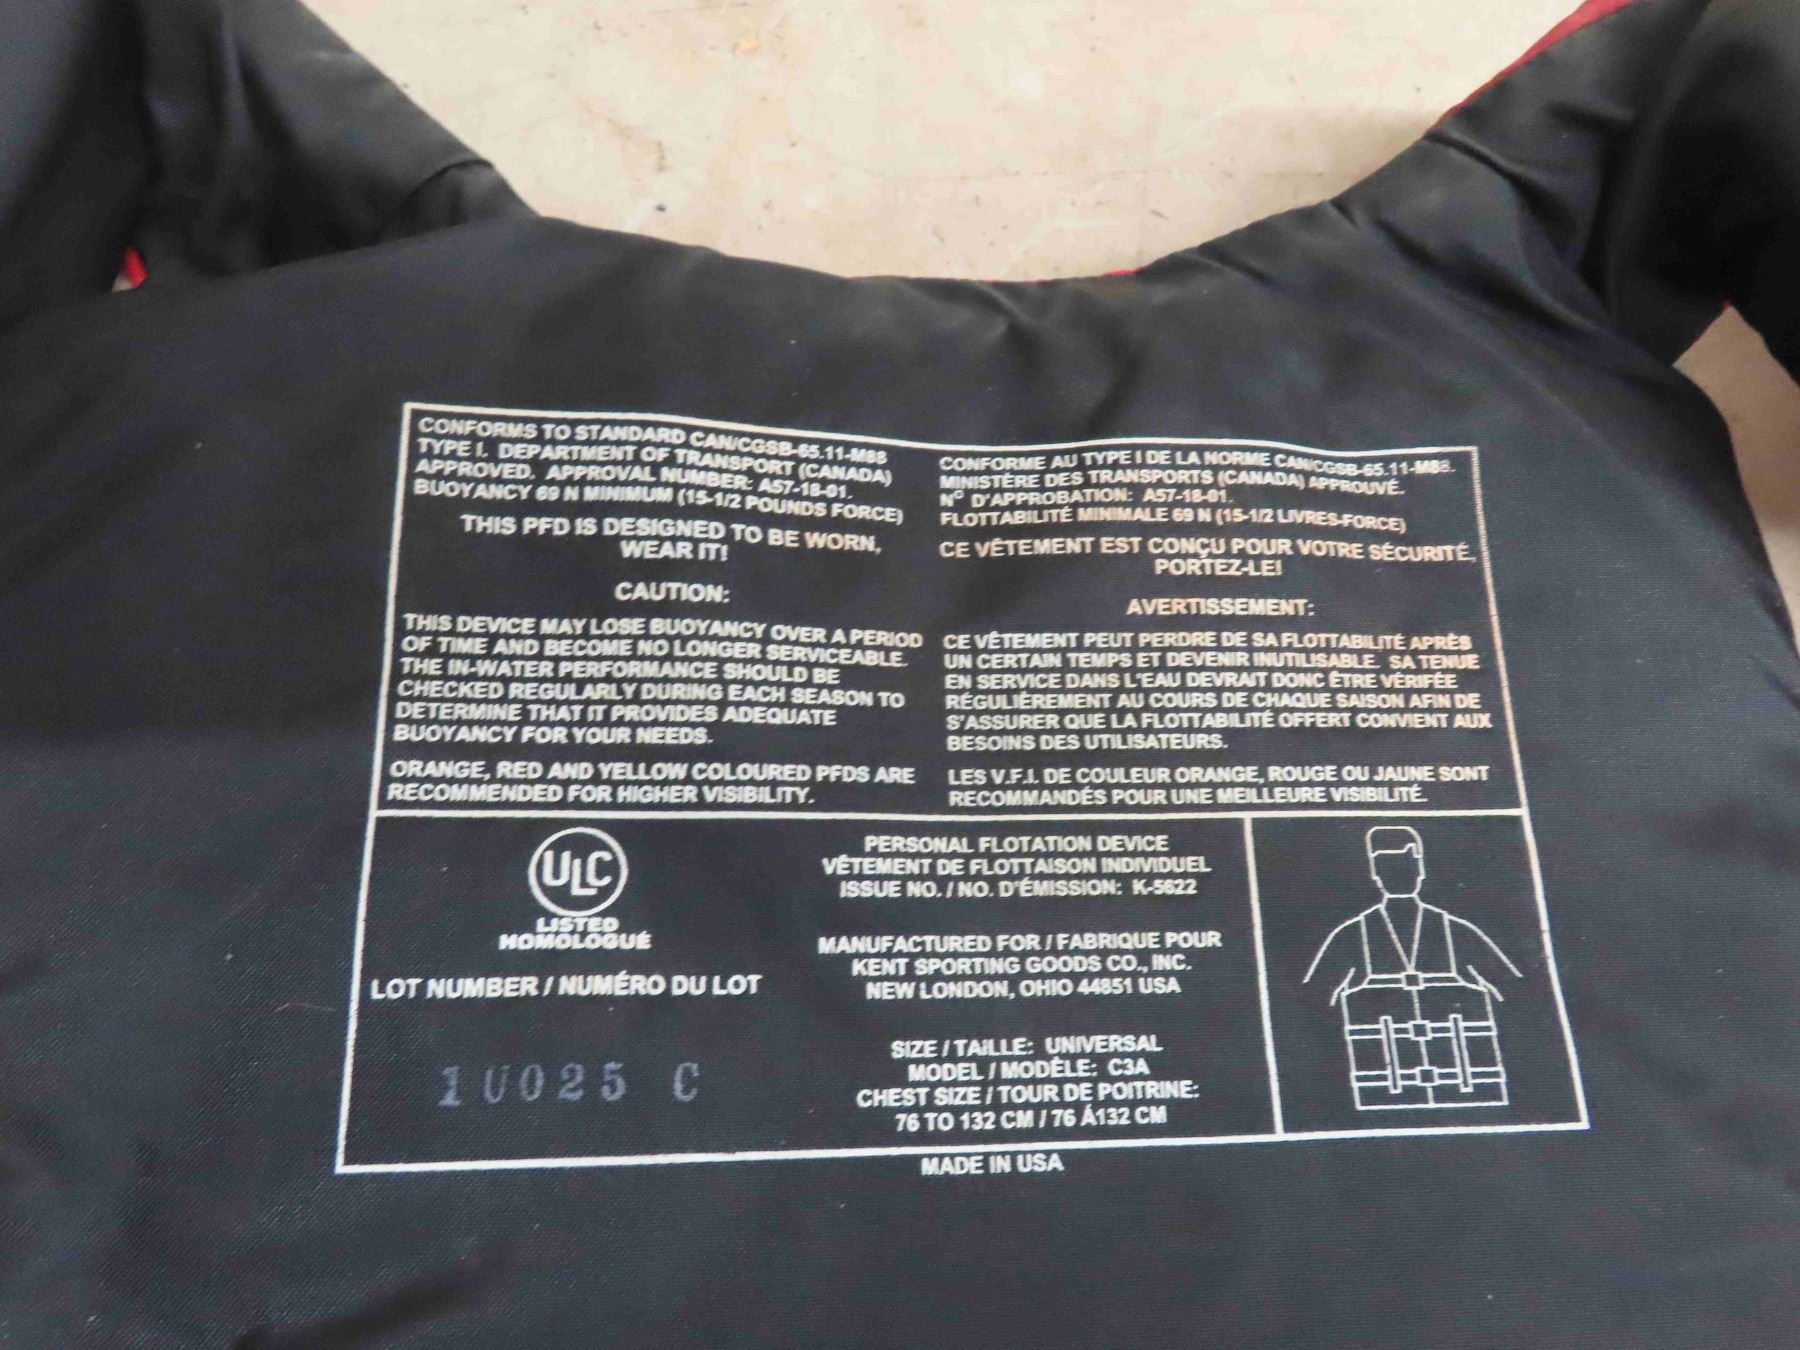 CONFORMS TO STANDARD CAN/CGSB-65.11-M88
TYPE I. DEPARTMENT OF TRANSPORT (CANADA)
APPROVED. APPROVAL NUMBER: A57-18-01.
BUOYANCY 69 N MINIMUM (15-1/2 POUNDS FORCE)
THIS PFD IS DESIGNED TO BE WORN,
WEAR IT!
CAUTION:
THIS DEVICE MAY LOSE BUOYANCY OVER A PERIOD
OF TIME AND BECOME NO LONGER SERVICEABLE.
THE IN-WATER PERFORMANCE SHOULD BE
CHECKED REGULARLY DURING EACH SEASON TO
DETERMINE THAT IT PROVIDES ADEQUATE
BUOYANCY FOR YOUR NEEDS.
ORANGE, RED AND YELLOW COLOURED PFDS ARE
RECOMMENDED FOR HIGHER VISIBILITY.
CONFORME AU TYPE I DE LA NORME CAN/CGSB-65.11-M88.
MINISTÈRE DES TRANSPORTS (CANADA) APPROUVÉ.
N° D'APPROBATION: A57-18-01.
FLOTTABILITÉ MINIMALE 69 N (15-1/2 LIVRES-FORCE)
CE VÊTEMENT EST CONÇU POUR VOTRE SÉCURITÉ,
PORTEZ-LE!
AVERTISSEMENT:
CE VÊTEMENT PEUT PERDRE DE SA FLOTTABILITÉ APRÈS
UN CERTAIN TEMPS ET DEVENIR INUTILISABLE. SA TENUE
EN SERVICE DANS L'EAU DEVRAIT DONC ÊTRE VÉRIFÉE
RÉGULIÈREMENT AU COURS DE CHAQUE SAISON AFIN DE
S'ASSURER QUE LA FLOTTABILITÉ OFFERT CONVIENT AUX
BESOINS DES UTILISATEURS.
LES V.F.I. DE COULEUR ORANGE, ROUGE OU JAUNE SONT
RECOMMANDÉS POUR UNE MEILLEURE VISIBILITÉ.
ULC
LISTED
HOMOLOGUÉ
LOT NUMBER / NUMÉRO DU LOT
1U025 C
PERSONAL FLOTATION DEVICE
VÊTEMENT DE FLOTTAISON INDIVIDUEL
ISSUE NO. / NO. D'ÉMISSION: K-5622
MANUFACTURED FOR / FABRIQUE POUR
KENT SPORTING GOODS CO., INC.
NEW LONDON, OHIO 44851 USA
SIZE / TAILLE: UNIVERSAL
MODEL / MODÈLE: C3A
CHEST SIZE / TOUR DE POITRINE:
76 TO 132 CM / 76 Á132 CM
MADE IN USA